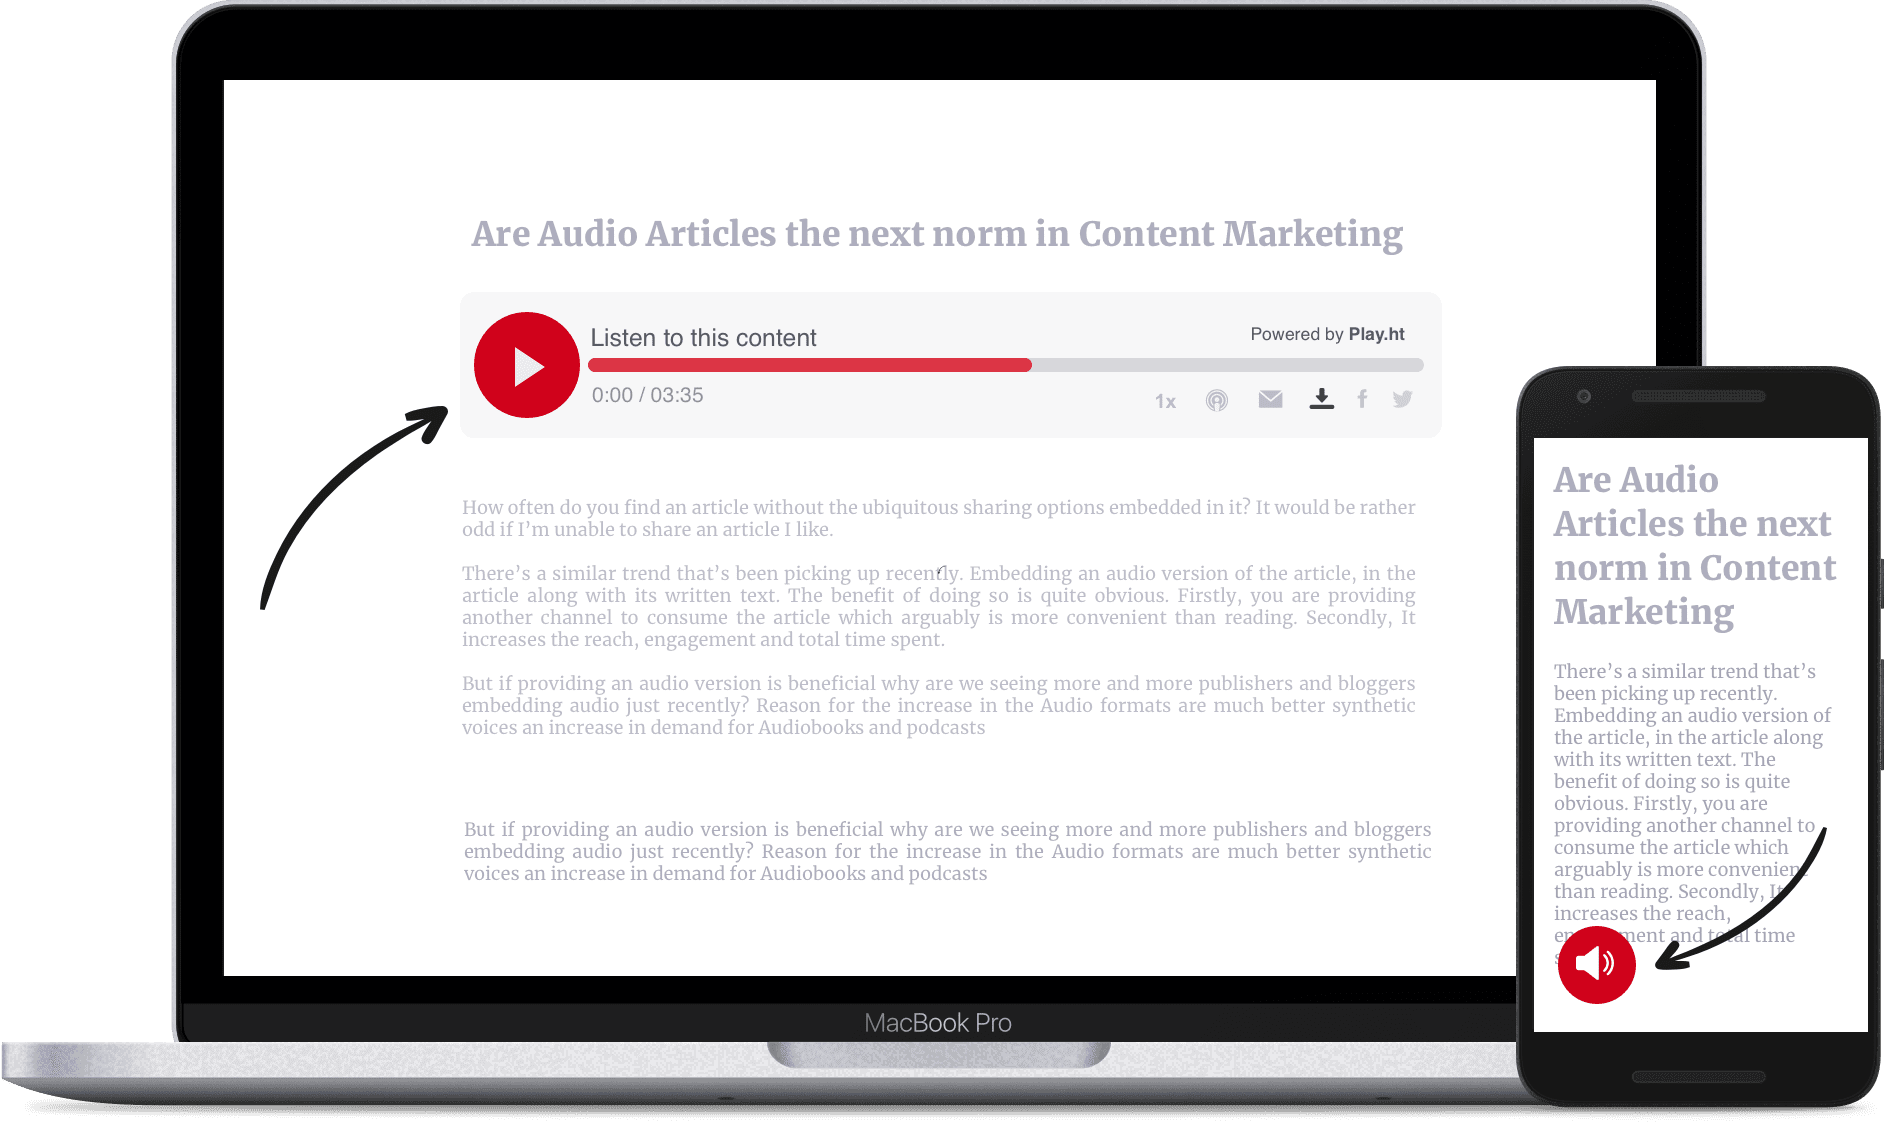 Are Audio Articles the next norm in Content Marketing
Listen to this content
Powered by Play.ht
0:00 / 03:35
1x
How often do you find an article without the ubiquitous sharing options embedded in it? It would be rather
odd if I’m unable to share an article I like.
There’s a similar trend that’s been picking up recently. Embedding an audio version of the article, in the
article along with its written text. The benefit of doing so is quite obvious. Firstly, you are providing
another channel to consume the article which arguably is more convenient than reading. Secondly, It
increases the reach, engagement and total time spent.
But if providing an audio version is beneficial why are we seeing more and more publishers and bloggers
embedding audio just recently? Reason for the increase in the Audio formats are much better synthetic
voices an increase in demand for Audiobooks and podcasts
But if providing an audio version is beneficial why are we seeing more and more publishers and bloggers
embedding audio just recently? Reason for the increase in the Audio formats are much better synthetic
voices an increase in demand for Audiobooks and podcasts
MacBook Pro
Are Audio
Articles the next
norm in Content
Marketing
There’s a similar trend that’s
been picking up recently.
Embedding an audio version of
the article, in the article along
with its written text. The
benefit of doing so is quite
obvious. Firstly, you are
providing another channel to
consume the article which
arguably is more convenient
than reading. Secondly, It
increases the reach,
and total time